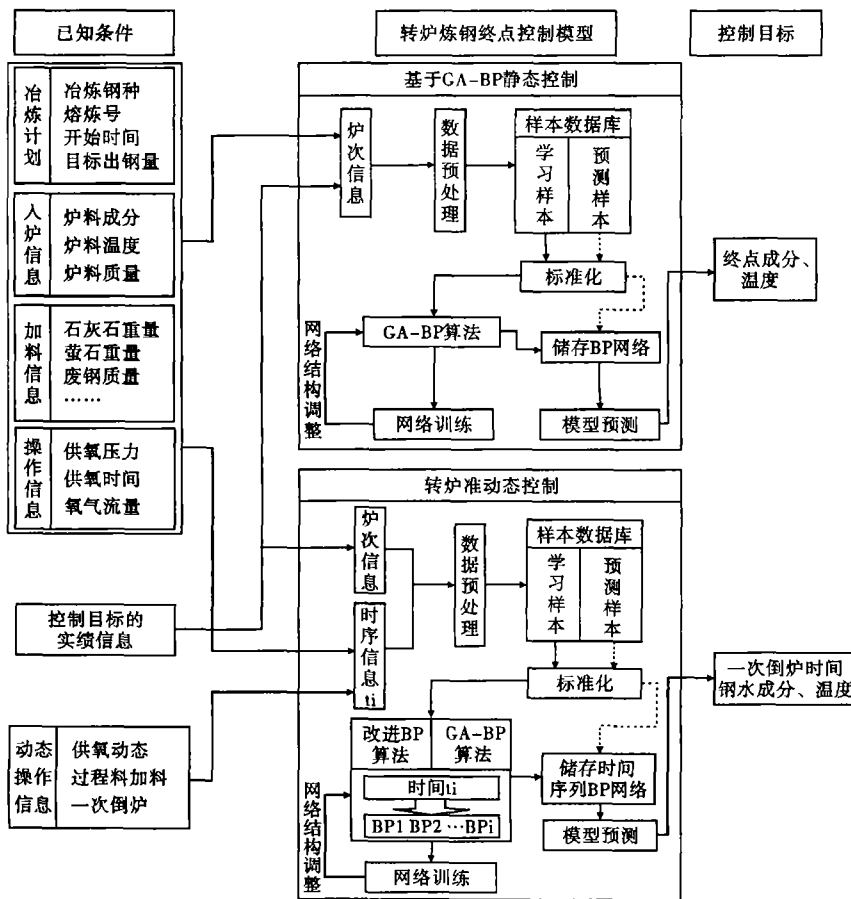 已知条件
转炉炼钢终点控制模型
控制目标
冶炼计划
冶炼钢种
熔炼号
开始时间
目标出钢量
入炉信息
炉料成分
炉料温度
炉料质量
加料信息
石灰石重量
萤石重量
废钢质量
……
操作信息
供氧压力
供氧时间
氧气流量
控制目标的
实绩信息
动态
操作
信息
供氧动态
过程料加料
一次倒炉
基于GA-BP静态控制
炉次信息
数据预处理
样本数据库
学习样本
预测样本
标准化
网络结构调整
GA-BP算法
储存BP网络
网络训练
模型预测
终点成分、
温度
转炉准动态控制
炉次信息
时序信息ti
数据预处理
样本数据库
学习样本
预测样本
标准化
改进BP
算法
GA-BP
算法
时间ti
BP1 BP2 …BPi
网络结构调整
网络训练
储存时间
序列BP网络
模型预测
一次倒炉时间
钢水成分、温度